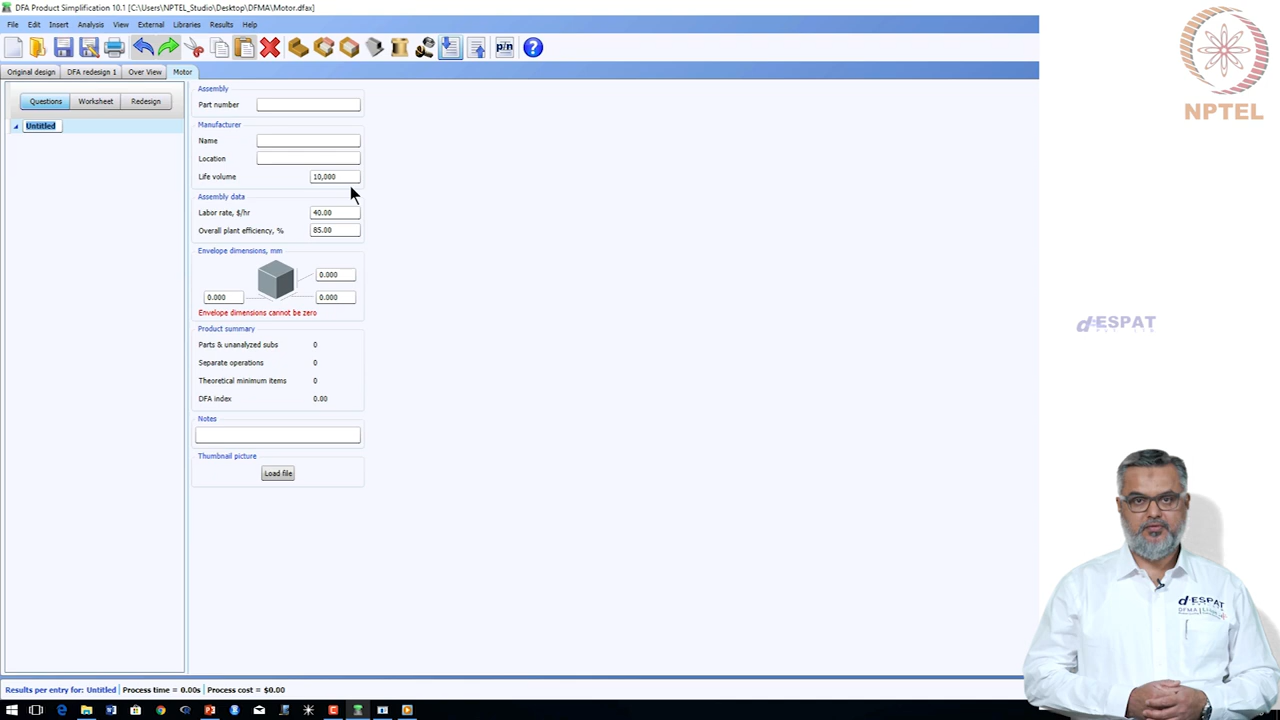 DFA Product Simplification 10.1 [C:\Users\NPTEL_Studio\Desktop\DFMA\Motor.dfax]
File Edit Insert Analysis View External Libraries Results Help
Original design DFA redesign 1 Over View Motor
Questions Worksheet Redesign
Untitled
Assembly
Part number
Manufacturer
Name
Location
Life volume 10,000
Assembly data
Labor rate, $/hr 40.00
Overall plant efficiency, % 85.00
Envelope dimensions, mm
0.000
0.000 0.000
Envelope dimensions cannot be zero
Product summary
Parts & unanalyzed subs 0
Separate operations 0
Theoretical minimum items 0
DFA index 0.00
Notes
Thumbnail picture
Load file
Results per entry for: Untitled Process time = 0.00s Process cost = $0.00
NPTEL
d-ESPAT
d-ESPAT
DFMA